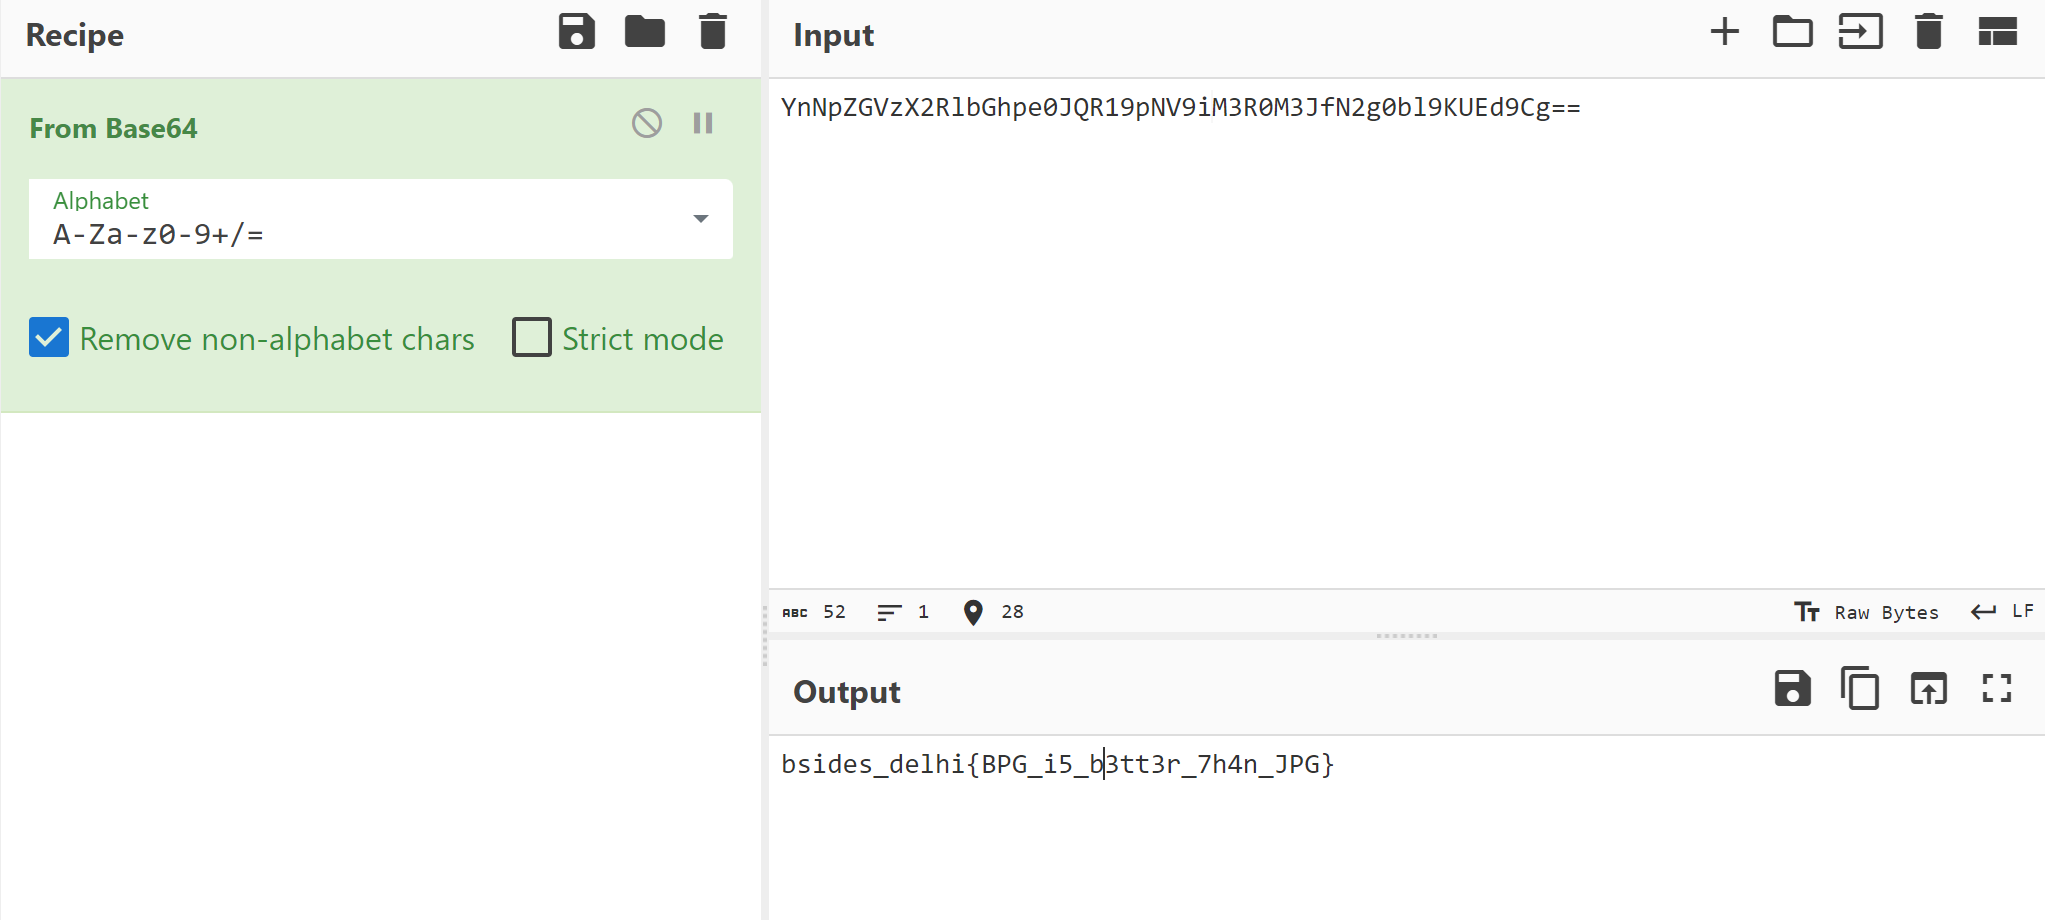 Recipe
From Base64
Alphabet
A-Za-z0-9+/=
Remove non-alphabet chars
Strict mode
Input
YnNpZGVzX2RlbGhpe0JQR19pNV9iM3R0M3JfN2g0bl9KUEd9Cg==
ABC 52
1
28
Raw Bytes
LF
Output
bsides_delhi{BPG_i5_b3tt3r_7h4n_JPG}